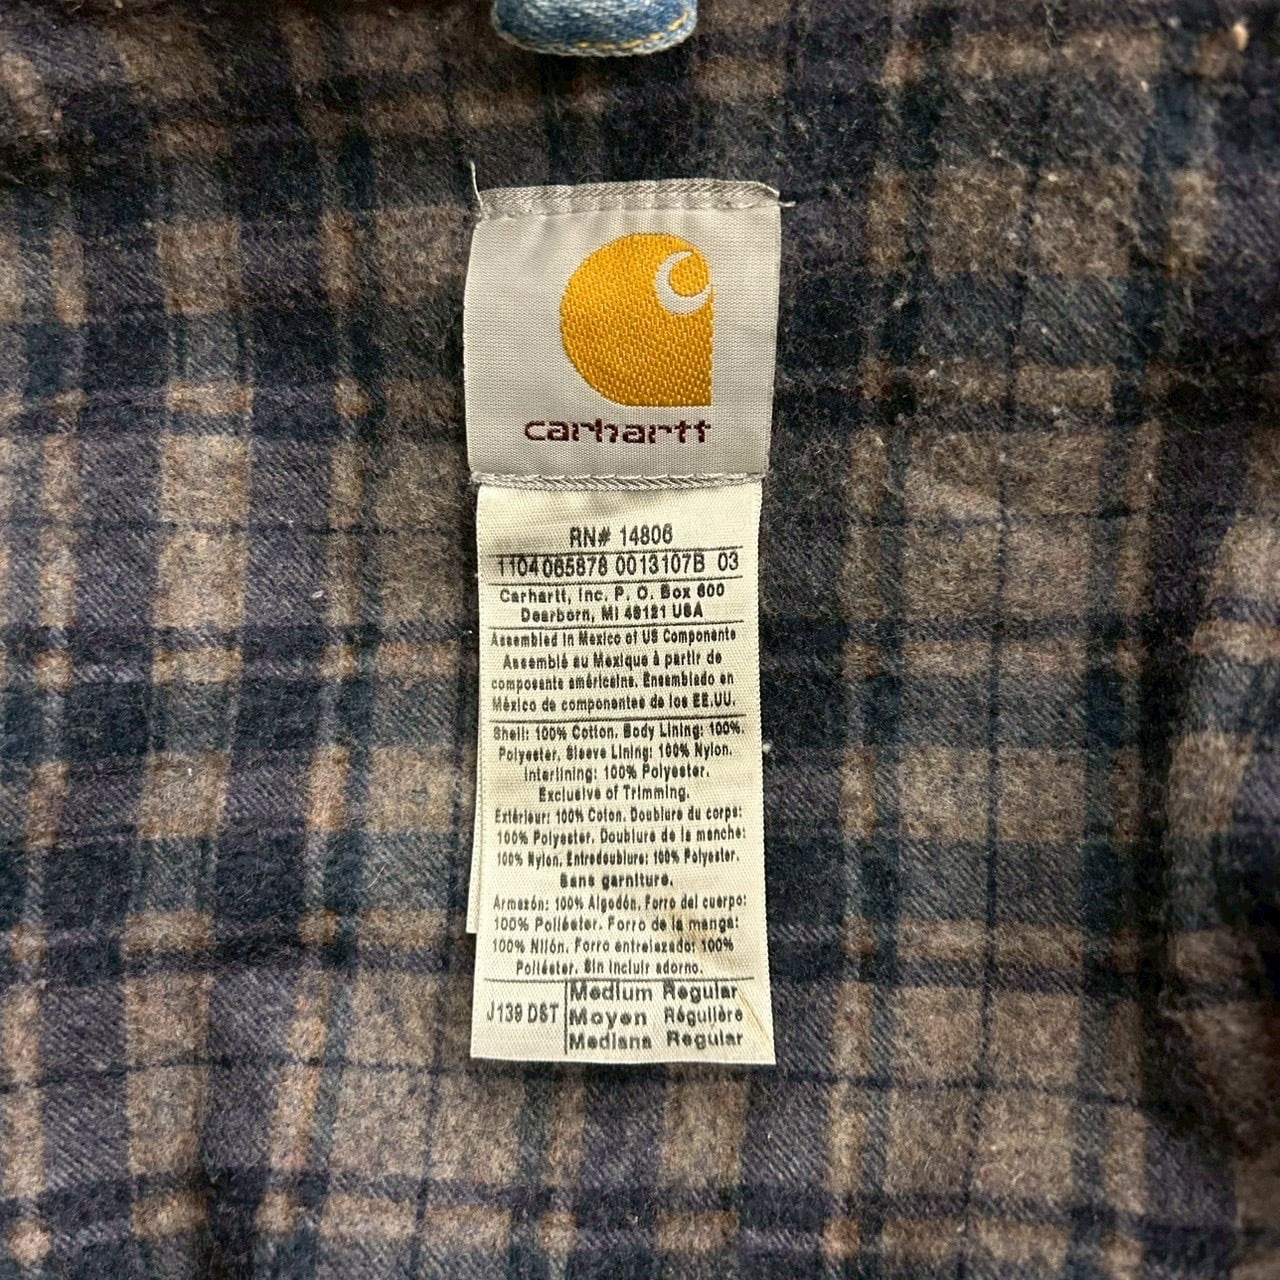 carhartt
RN# 14806
1104065878 0013107B 03
Carhartt, Inc. P. O. Box 600
Dearborn, MI 48121 USA
Assembled in Mexico of US Components
Assemblé au Mexique à partir de
composants américains. Ensamblado en
México de componentes de los EE.UU.
Shell: 100% Cotton. Body Lining: 100%.
Polyester. Sleeve Lining: 100% Nylon.
Interlining: 100% Polyester.
Exclusive of Trimming.
Extérieur: 100% Coton. Doublure du corps:
100% Polyester. Doublure de la manche:
100% Nylon. Entredoublure: 100% Polyester.
Sans garniture.
Armazón: 100% Algodón. Forro del cuerpo:
100% Poliéster. Forro de la manga:
100% Nilón. Forro entrelazado: 100%
Poliéster. Sin incluir adorno.
J139 DST
Medium Regular
Moyen Régulière
Mediana Regular